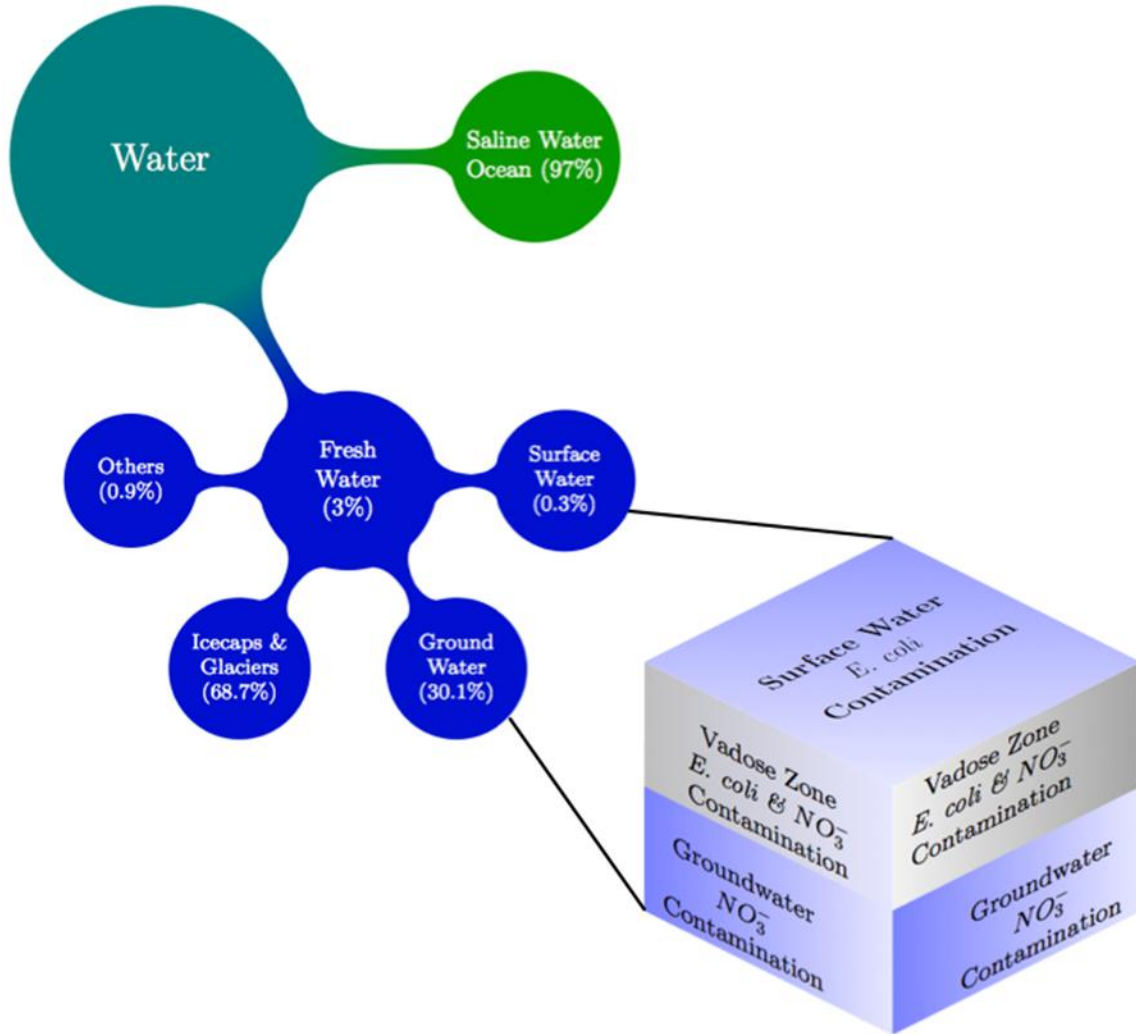 Water
Saline Water
Ocean (97%)
Fresh
Water
(3%)
Others
(0.9%)
Surface
Water
(0.3%)
Icecaps &
Glaciers
(68.7%)
Ground
Water
(30.1%)
Surface Water
E. coli
Contamination
Vadose Zone
E. coli & NO₃⁻
Contamination
Vadose Zone
E. coli & NO₃⁻
Contamination
Groundwater
NO₃⁻
Contamination
Groundwater
NO₃⁻
Contamination